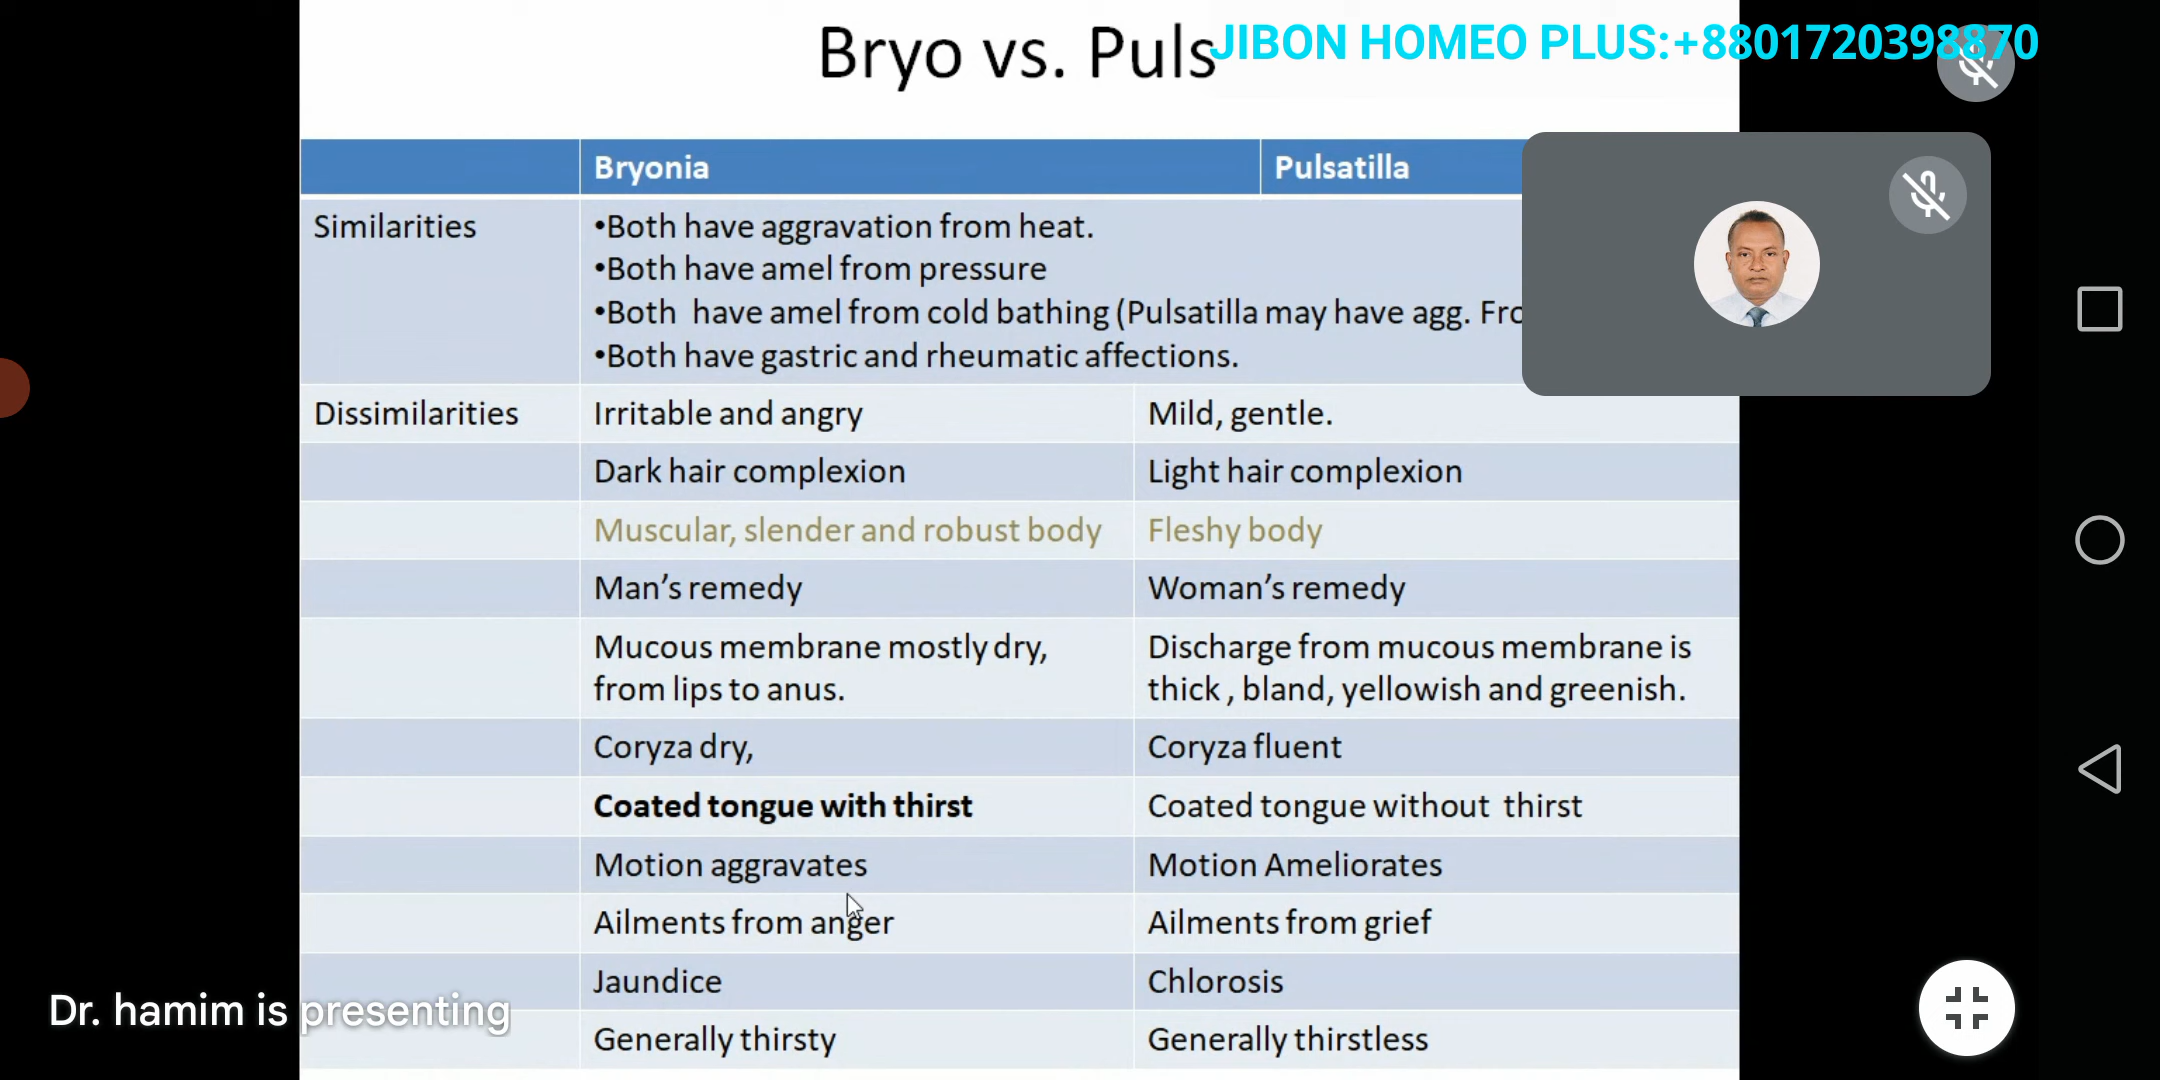 Bryo vs. Puls
JIBON HOMEO PLUS:+8801720398870
Bryonia Pulsatilla
Similarities •Both have aggravation from heat.
•Both have amel from pressure
•Both have amel from cold bathing (Pulsatilla may have agg.
•Both have gastric and rheumatic affections.
Dissimilarities Irritable and angry Mild, gentle.
Dark hair complexion Light hair complexion
Muscular, slender and robust body Fleshy body
Man's remedy Woman's remedy
Mucous membrane mostly dry, Discharge from mucous membrane is
from lips to anus. thick , bland, yellowish and greenish.
Coryza dry, Coryza fluent
Coated tongue with thirst Coated tongue without thirst
Motion aggravates Motion Ameliorates
Ailments from anger Ailments from grief
Jaundice Chlorosis
Dr. hamim is presenting
Generally thirsty Generally thirstless